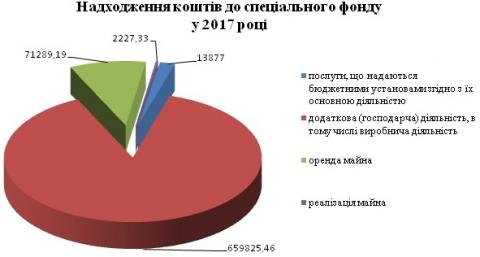 Надходження коштів до спеціального фонду
у 2017 році
2227,33
71289,19
13877
659825,46
послуги, що надаються
бюджетними установами згідно з їх
основною діяльністю
додаткова (господарча) діяльність, в
тому числі виробнича діяльність
оренда майна
реалізація майна